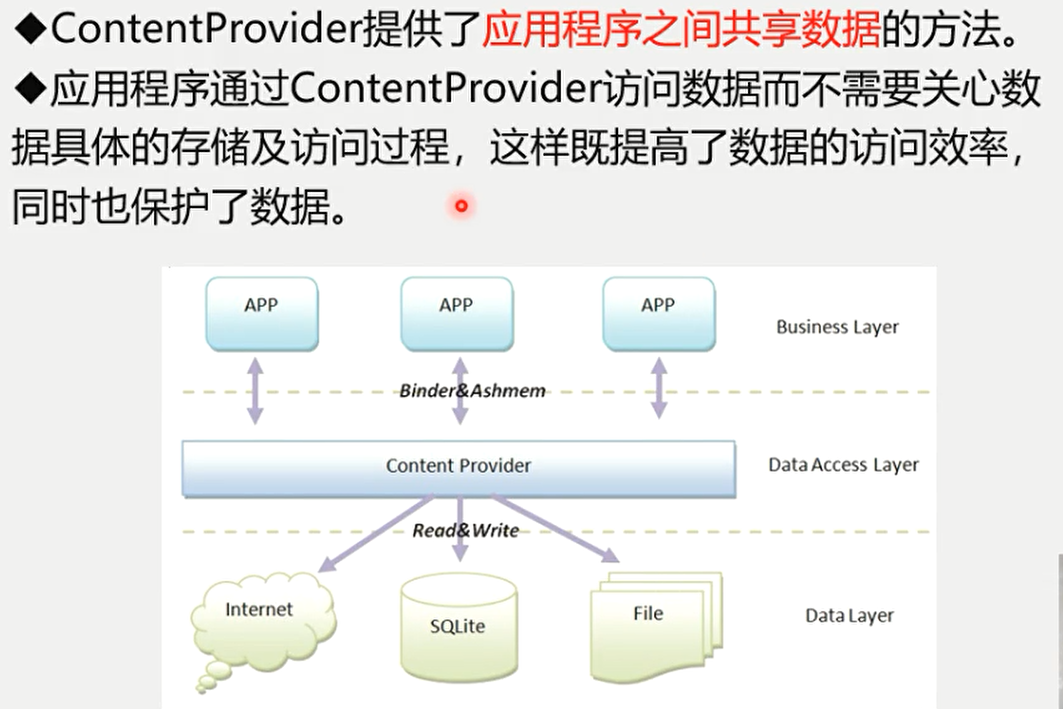 ◆ContentProvider提供了应用程序之间共享数据的方法。
◆应用程序通过ContentProvider访问数据而不需要关心数
据具体的存储及访问过程，这样既提高了数据的访问效率，
同时也保护了数据。
APP
APP
APP
Business Layer
Binder&Ashmem
Content Provider
Data Access Layer
Read&Write
Internet
SQLite
File
Data Layer